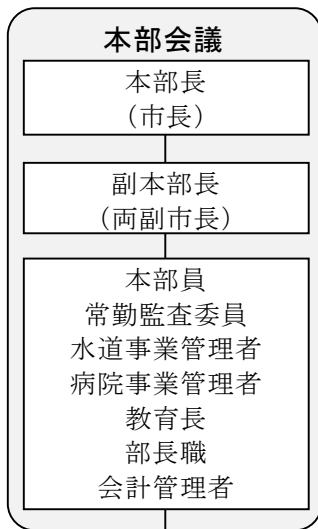 本部会議
本部長
（市長）
副本部長
（両副市長）
本部員
常勤監査委員
水道事業管理者
病院事業管理者
教育長
部長職
会計管理者